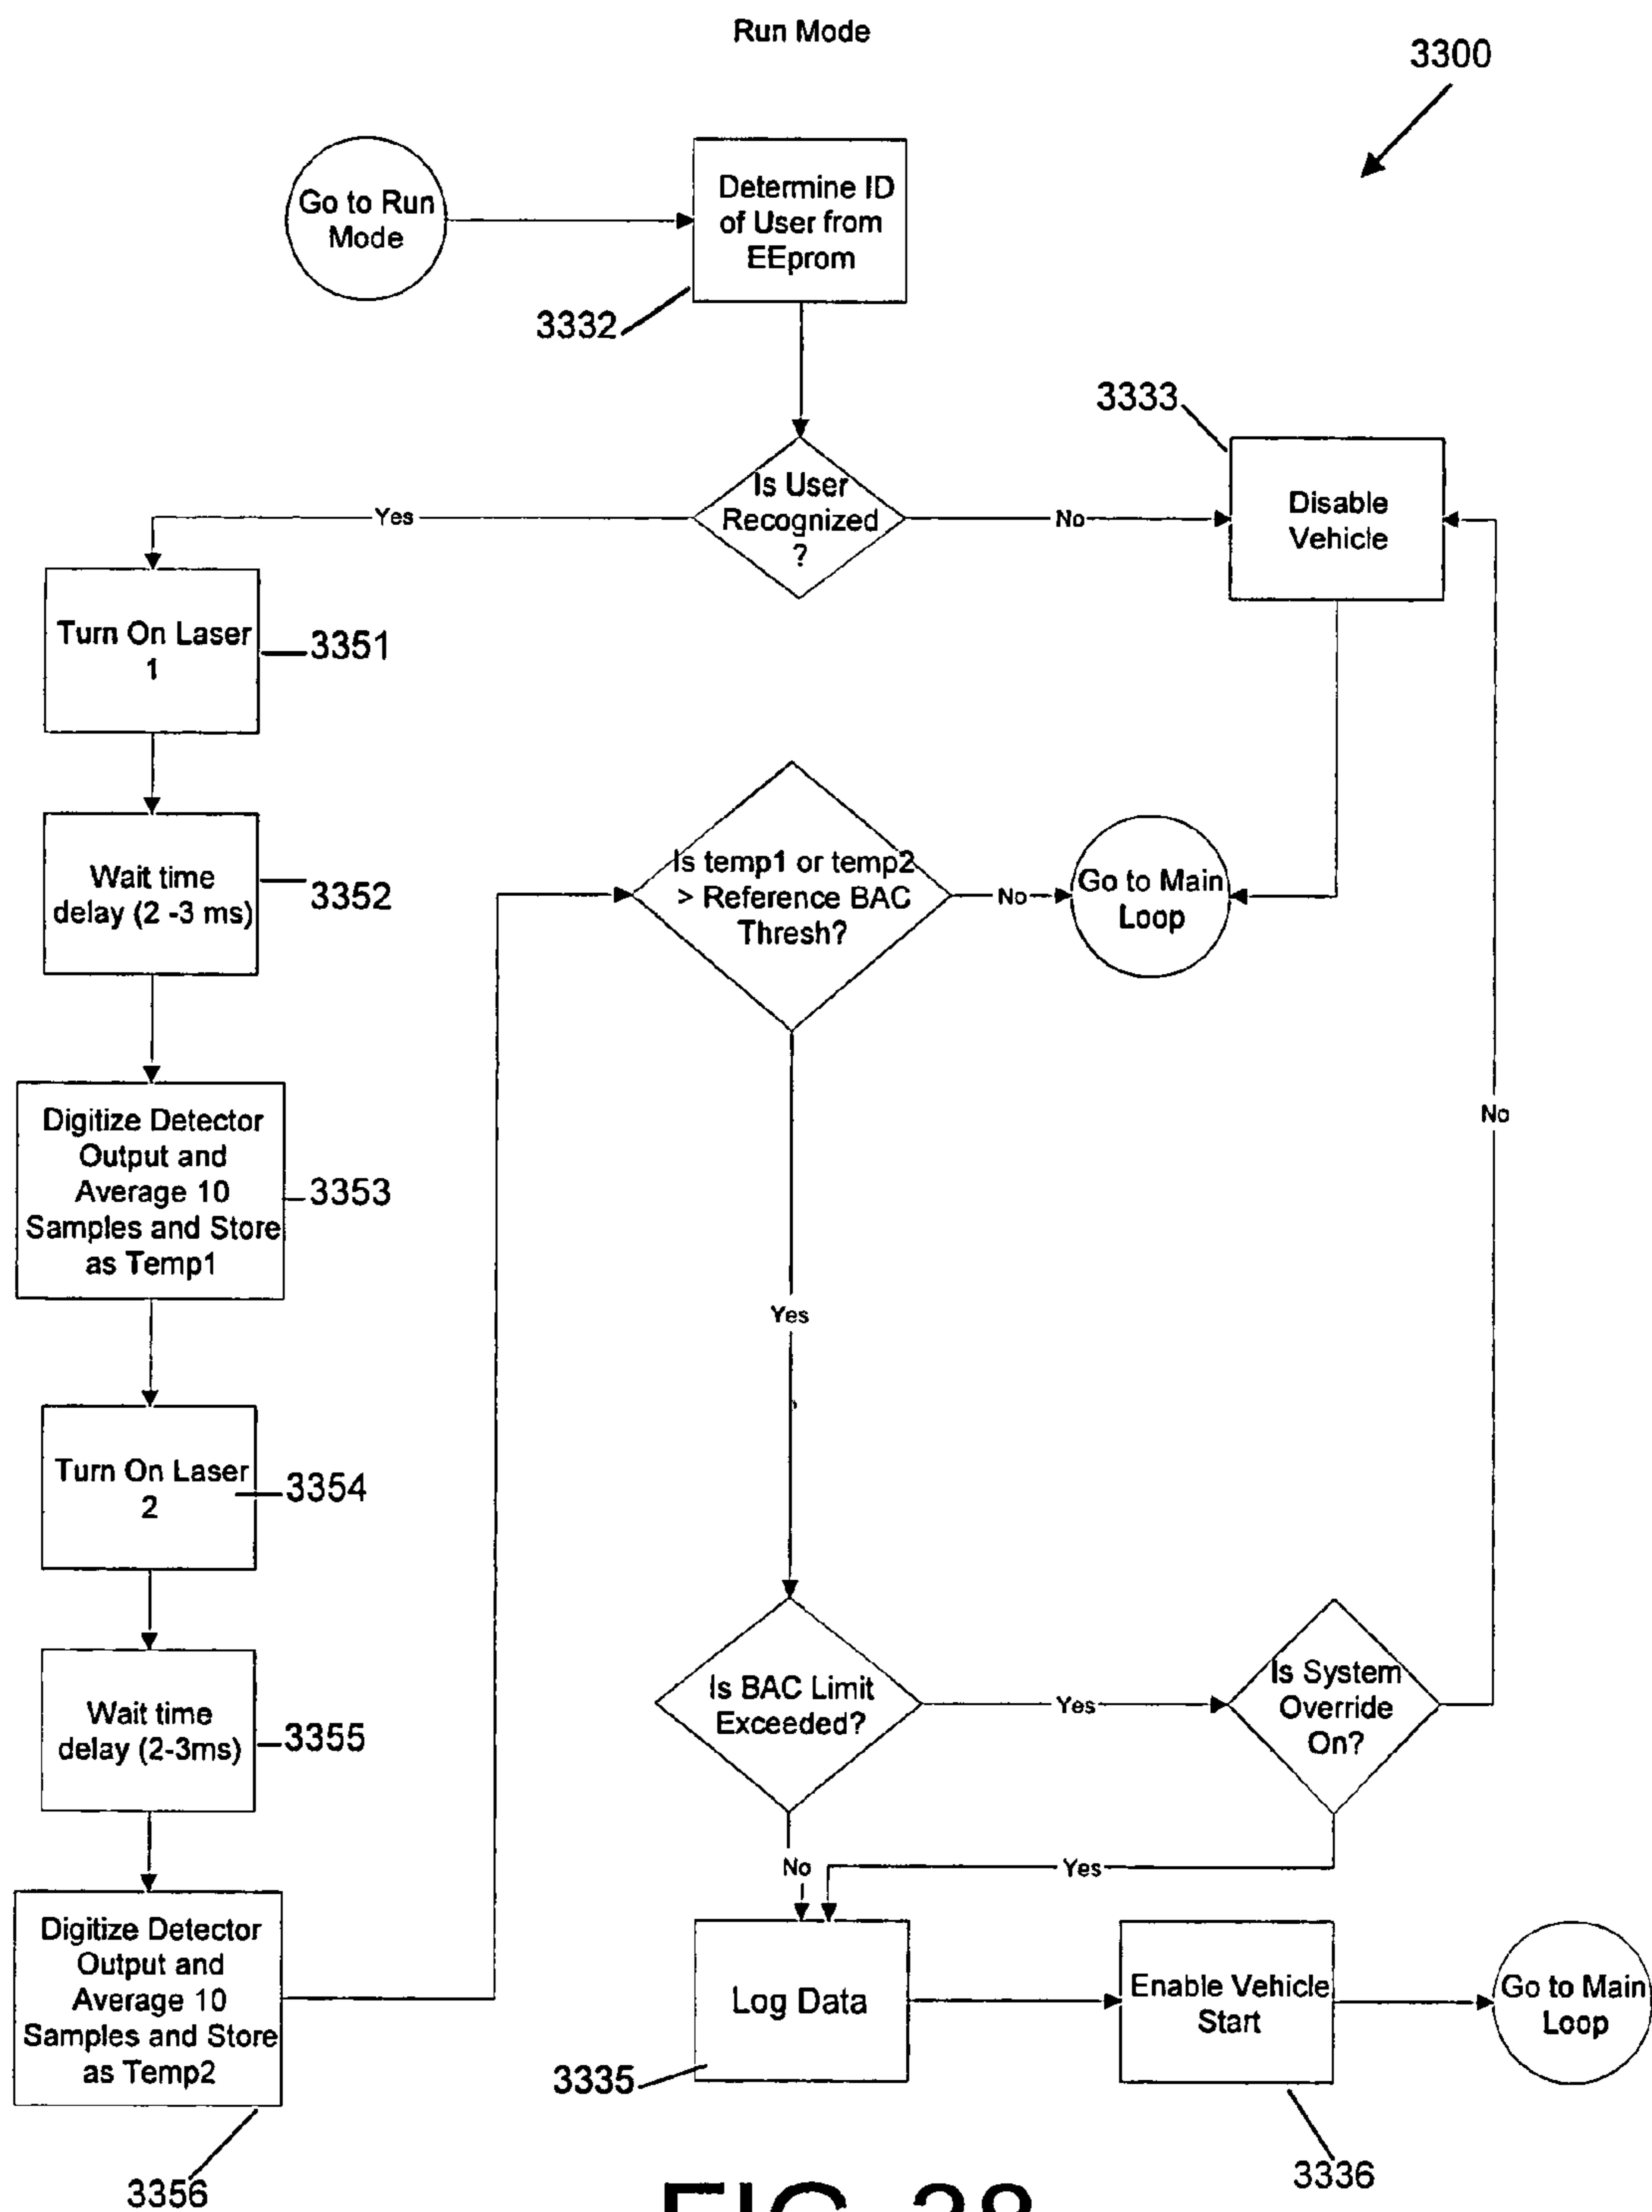 Run Mode
3300
Go to Run
Mode
Determine ID
of User from
EEprom
3332
3333
Is User
Recognized
?
Yes
No
Disable
Vehicle
Turn On Laser
1
3351
Wait time
delay (2 -3 ms)
3352
Is temp1 or temp2
> Reference BAC
Thresh?
No
Go to Main
Loop
Digitize Detector
Output and
Average 10
Samples and Store
as Temp1
3353
No
Yes
Turn On Laser
2
3354
Wait time
delay (2-3ms)
3355
Is BAC Limit
Exceeded?
Yes
Is System
Override
On?
No
Yes
Digitize Detector
Output and
Average 10
Samples and Store
as Temp2
3356
Log Data
3335
Enable Vehicle
Start
3336
Go to Main
Loop